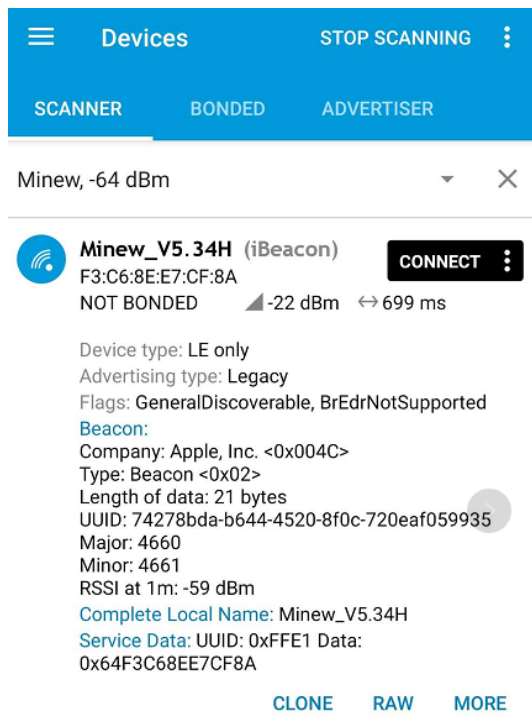 Devices STOP SCANNING
SCANNER BONDED ADVERTISER
Minew, -64 dBm
Minew_V5.34H (iBeacon)
CONNECT
F3:C6:8E:E7:CF:8A
NOT BONDED -22 dBm 699 ms
Device type: LE only
Advertising type: Legacy
Flags: GeneralDiscoverable, BrEdrNotSupported
Beacon:
Company: Apple, Inc. <0x004C>
Type: Beacon <0x02>
Length of data: 21 bytes
UUID: 74278bda-b644-4520-8f0c-720eaf059935
Major: 4660
Minor: 4661
RSSI at 1m: -59 dBm
Complete Local Name: Minew_V5.34H
Service Data: UUID: 0xFFE1 Data:
0x64F3C68EE7CF8A
CLONE RAW MORE